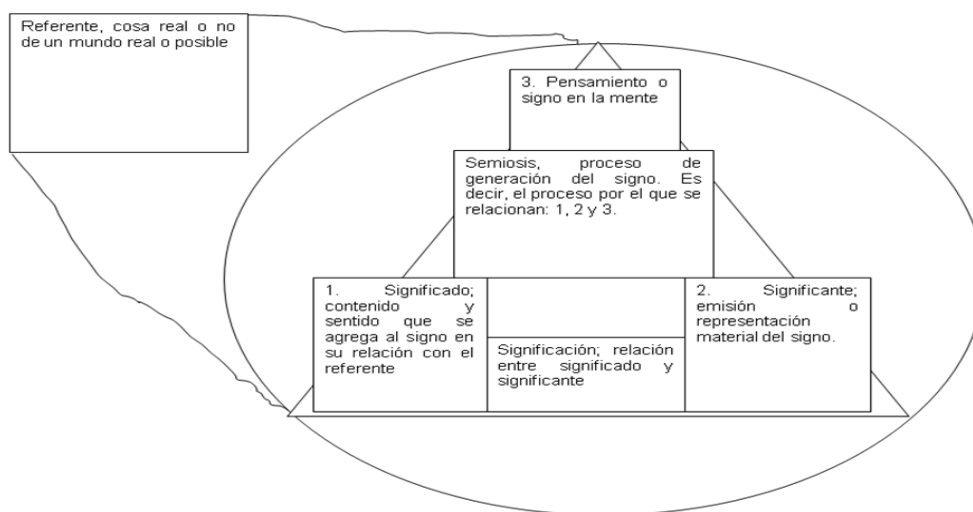 Referente, cosa real o no
de un mundo real o posible
3. Pensamiento o
signo en la mente
Semiosis, proceso de
generación del signo. Es
decir, el proceso por el que se
relacionan: 1, 2 y 3.
1. Significado;
contenido y
sentido que se
agrega al signo en
su relación con el
referente
Significación; relación
entre significado y
significante
2. Significante;
emisión o
representación
material del signo.